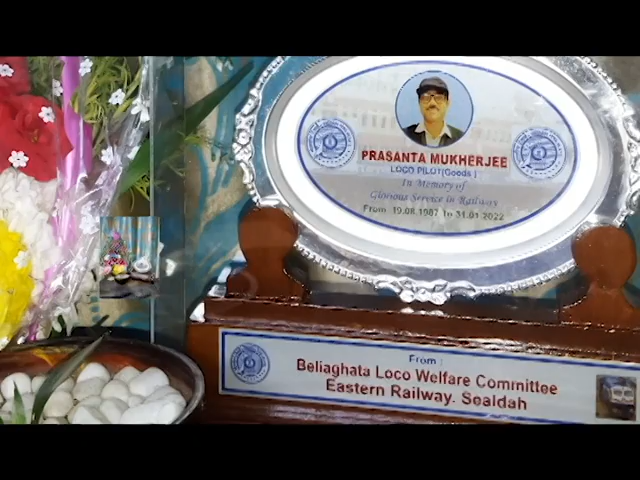 PRASANTA MUKHERJEE
LOCO PILOT(Goods)
In Memory of
Glorious Service in Railways
From 19.08.1987 to 31.01.2022
From :
Beliaghata Loco Welfare Committee
Eastern Railway. Sealdah